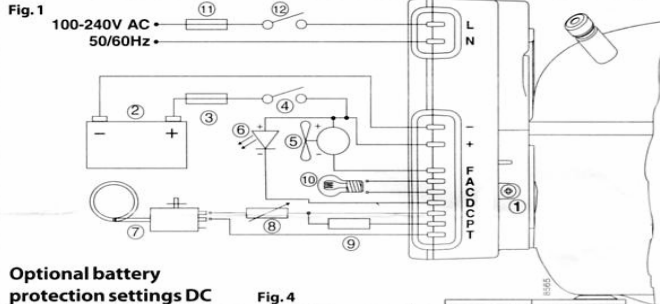 Fig. 1
100-240V AC
50/60Hz
11
12
L
N
2
3
4
6
5
10
7
8
9
− +
+ −
+ −
−
+
F
A
C
D
C
P
T
1
8565
Optional battery
protection settings DC
Fig. 4